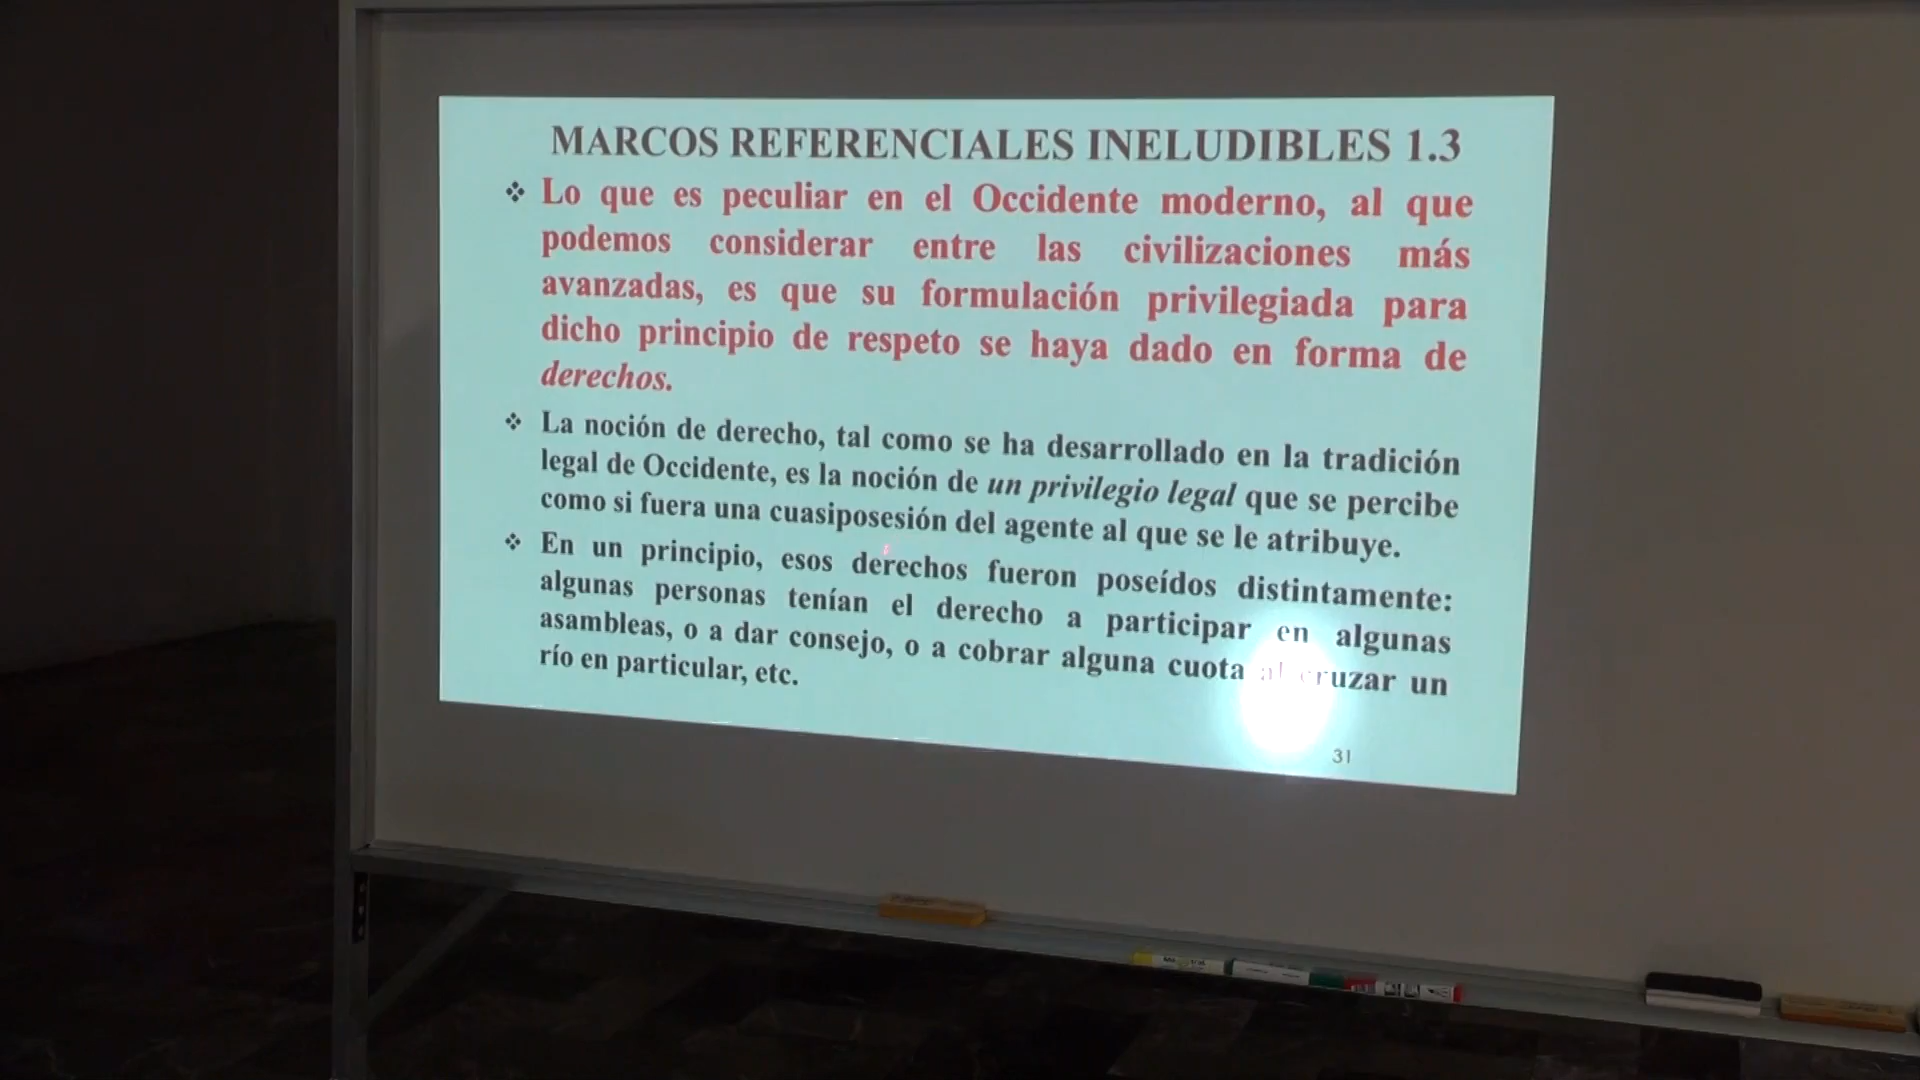 MARCOS REFERENCIALES INELUDIBLES 1.3
❖ Lo que es peculiar en el Occidente moderno, al que
podemos considerar entre las civilizaciones más
avanzadas, es que su formulación privilegiada para
dicho principio de respeto se haya dado en forma de
derechos.
❖ La noción de derecho, tal como se ha desarrollado en la tradición
legal de Occidente, es la noción de un privilegio legal que se percibe
como si fuera una cuasiposesión del agente al que se le atribuye.
❖ En un principio, esos derechos fueron poseídos distintamente:
algunas personas tenían el derecho a participar en algunas
asambleas, o a dar consejo, o a cobrar alguna cuota al cruzar un
río en particular, etc.
31